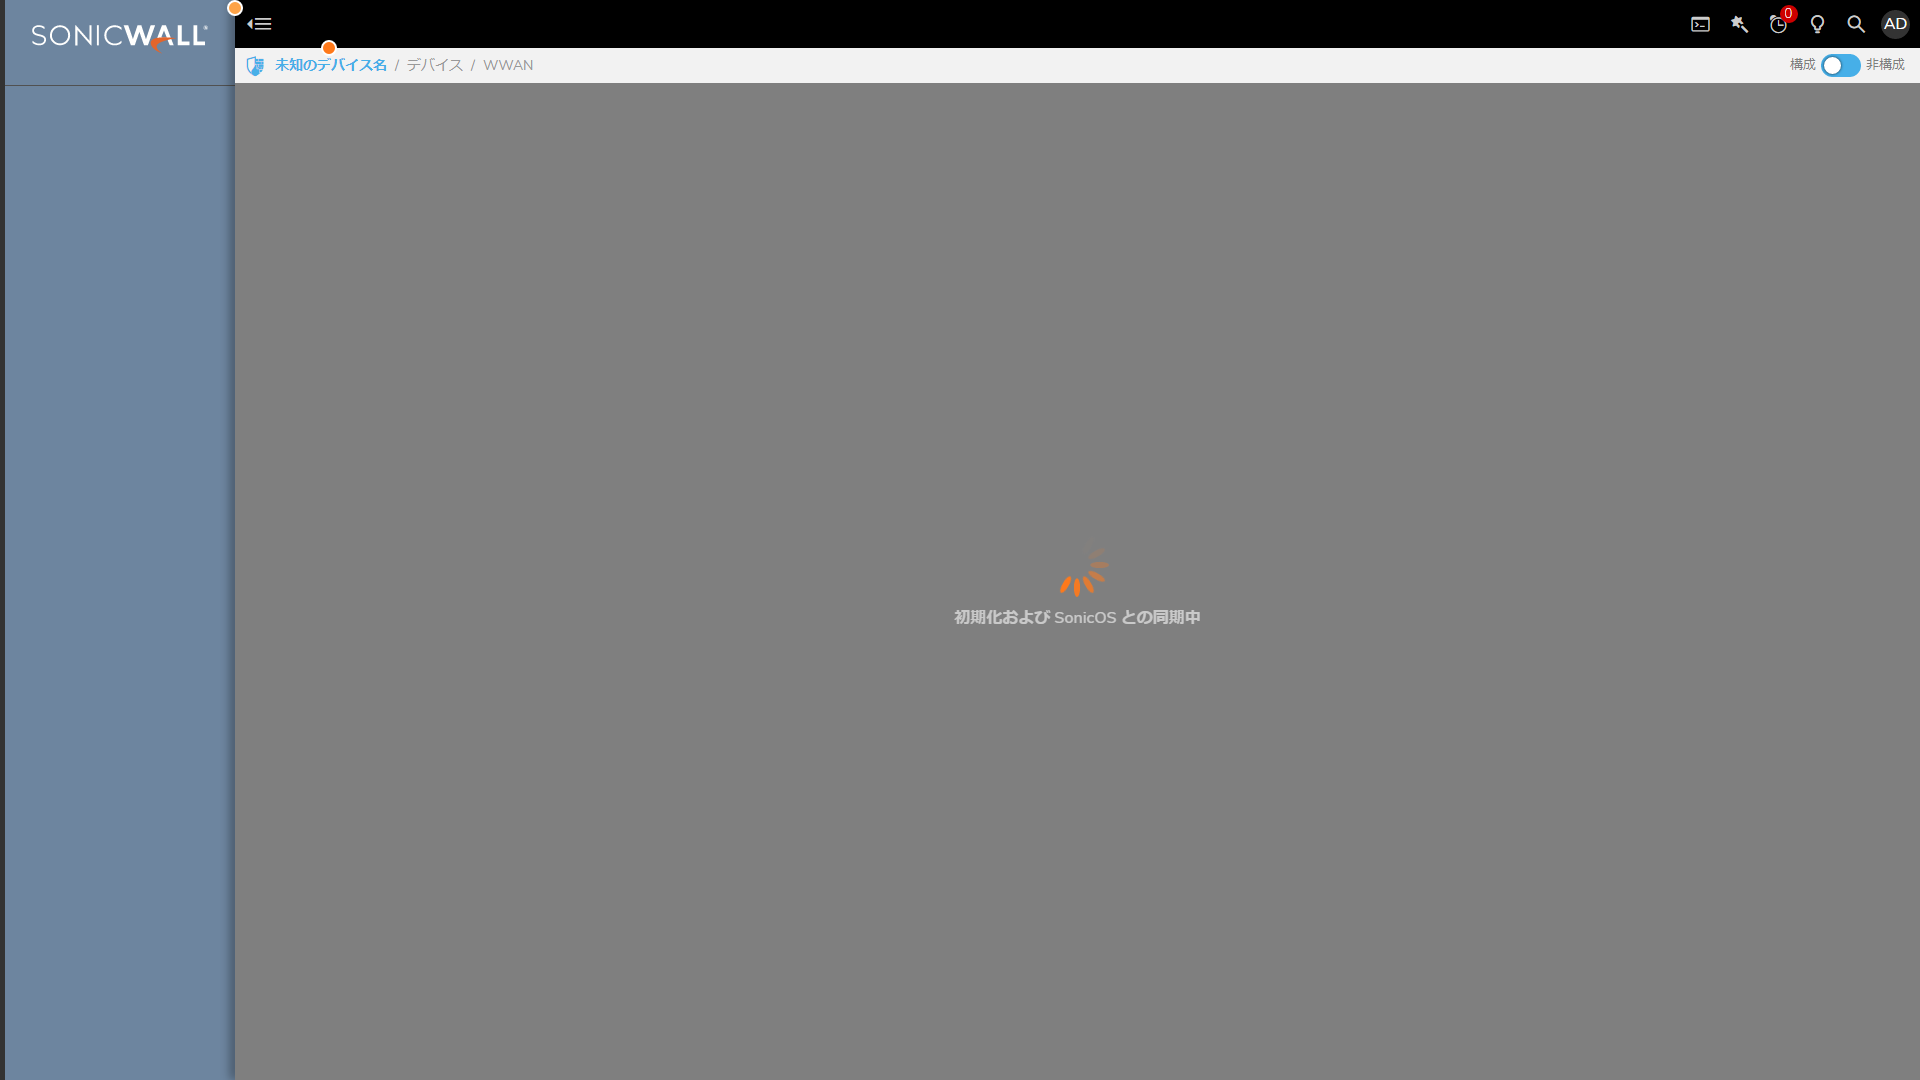 SONICWALL®
0
AD
未知のデバイス名 / デバイス / WWAN
構成 非構成
初期化および SonicOS との同期中